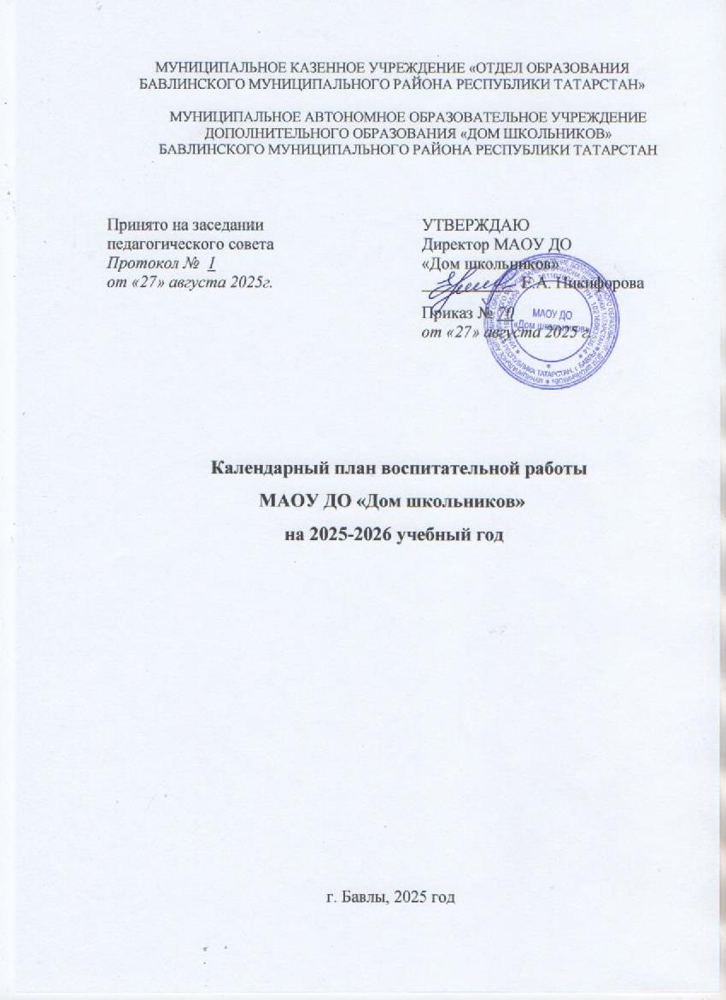 МУНИЦИПАЛЬНОЕ КАЗЕННОЕ УЧРЕЖДЕНИЕ «ОТДЕЛ ОБРАЗОВАНИЯ
БАВЛИНСКОГО МУНИЦИПАЛЬНОГО РАЙОНА РЕСПУБЛИКИ ТАТАРСТАН»
МУНИЦИПАЛЬНОЕ АВТОНОМНОЕ ОБРАЗОВАТЕЛЬНОЕ УЧРЕЖДЕНИЕ
ДОПОЛНИТЕЛЬНОГО ОБРАЗОВАНИЯ «ДОМ ШКОЛЬНИКОВ»
БАВЛИНСКОГО МУНИЦИПАЛЬНОГО РАЙОНА РЕСПУБЛИКИ ТАТАРСТАН
Принято на заседании
педагогического совета
Протокол № 1
от «27» августа 2025г.
УТВЕРЖДАЮ
Директор МАОУ ДО
«Дом школьников»
Е.А. Никифорова
Приказ № 70
от «27» августа 2025 г.
МАОУ ДО
«Дом школьников»
РЕСПУБЛИКА ТАТАРСТАН, г. БАВЛЫ
Календарный план воспитательной работы
МАОУ ДО «Дом школьников»
на 2025-2026 учебный год
г. Бавлы, 2025 год